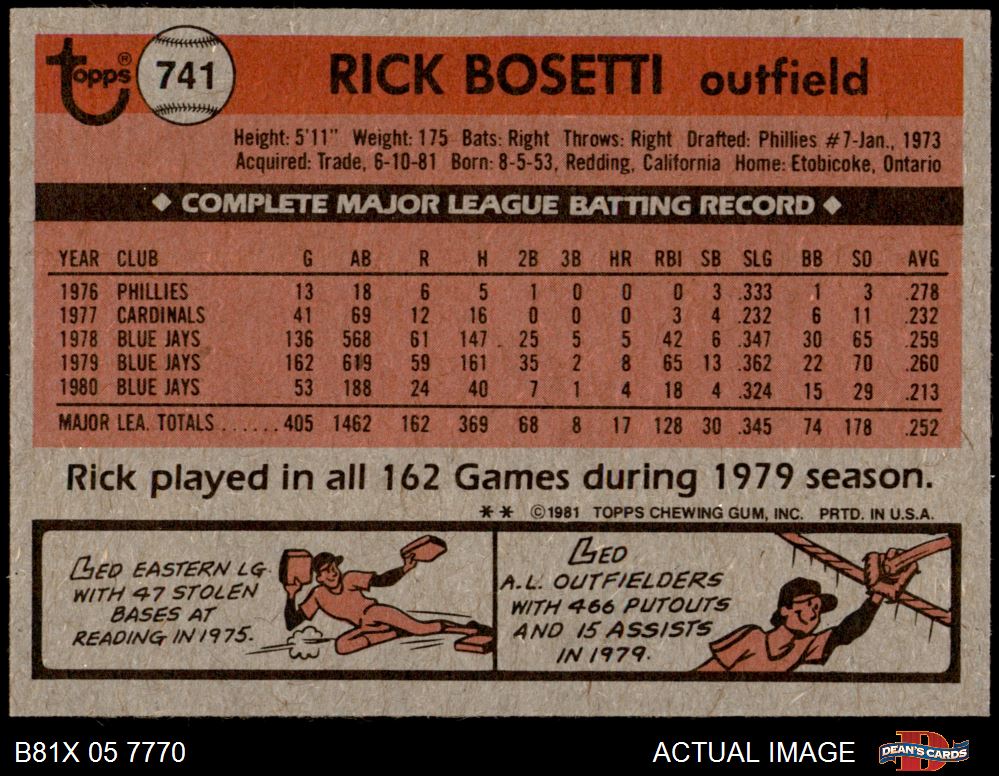 Topps® 741 RICK BOSETTI outfield
Height: 5'11" Weight: 175 Bats: Right Throws: Right Drafted: Phillies #7-Jan., 1973
Acquired: Trade, 6-10-81 Born: 8-5-53, Redding, California Home: Etobicoke, Ontario
◆ COMPLETE MAJOR LEAGUE BATTING RECORD ◆
YEAR CLUB G AB R H 2B 3B HR RBI SB SLG BB SO AVG
1976 PHILLIES 13 18 6 5 1 0 0 0 3 .333 1 3 .278
1977 CARDINALS 41 69 12 16 0 0 0 3 4 .232 6 11 .232
1978 BLUE JAYS 136 568 61 147 25 5 5 42 6 .347 30 65 .259
1979 BLUE JAYS 162 619 59 161 35 2 8 65 13 .362 22 70 .260
1980 BLUE JAYS 53 188 24 40 7 1 4 18 4 .324 15 29 .213
MAJOR LEA. TOTALS ...... 405 1462 162 369 68 8 17 128 30 .345 74 178 .252
Rick played in all 162 Games during 1979 season.
** ©1981 TOPPS CHEWING GUM, INC. PRTD. IN U.S.A.
LED EASTERN LG.
WITH 47 STOLEN
BASES AT
READING IN 1975.
LED
A.L. OUTFIELDERS
WITH 466 PUTOUTS
AND 15 ASSISTS
IN 1979.
B81X 05 7770 ACTUAL IMAGE DEAN'S CARDS